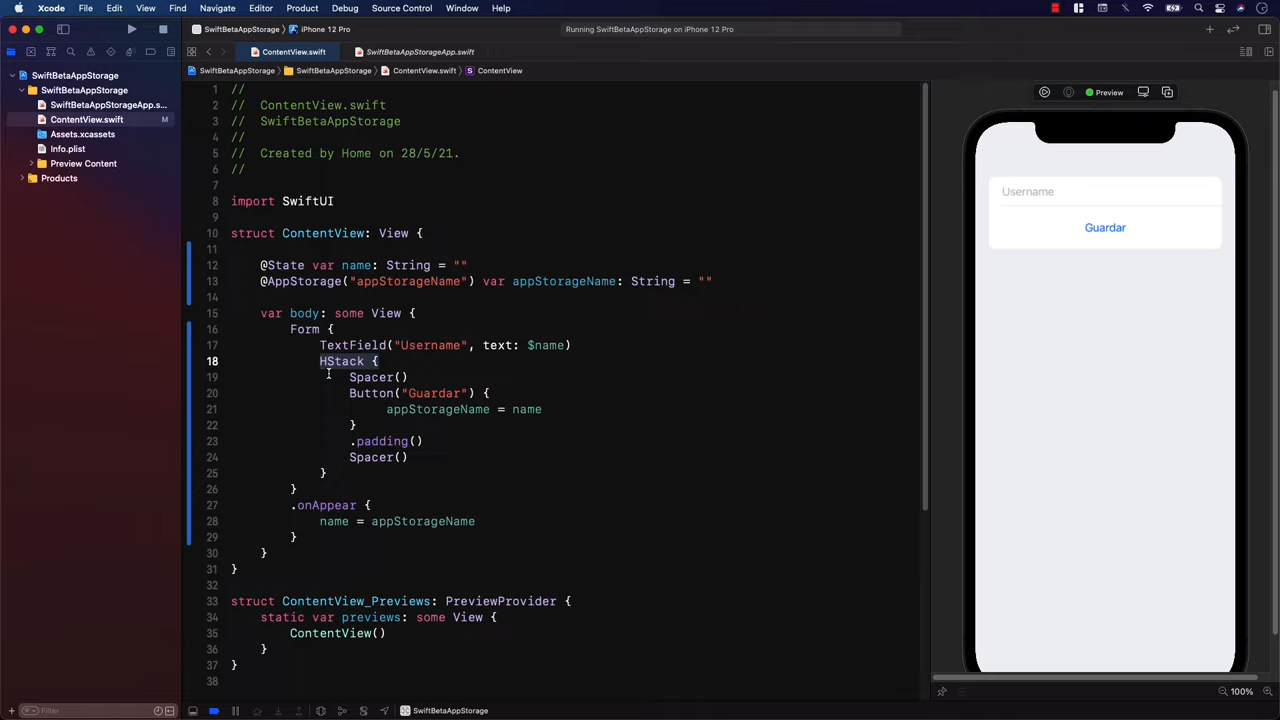 Xcode File Edit View Find Navigate Editor Product Debug Source Control Window Help
SwiftBetaAppStorage iPhone 12 Pro Running SwiftBetaAppStorage on iPhone 12 Pro
ContentView.swift SwiftBetaAppStorageApp.swift
SwiftBetaAppStorage SwiftBetaAppStorage ContentView.swift S ContentView
SwiftBetaAppStorage
SwiftBetaAppStorage
SwiftBetaAppStorageApp.s...
ContentView.swift M
Assets.xcassets
Info.plist
Preview Content
Products
1 //
2 // ContentView.swift
3 // SwiftBetaAppStorage
4 //
5 // Created by Home on 28/5/21.
6 //
7
8 import SwiftUI
9
10 struct ContentView: View {
11
12 @State var name: String = ""
13 @AppStorage("appStorageName") var appStorageName: String = ""
14
15 var body: some View {
16 Form {
17 TextField("Username", text: $name)
18 HStack {
19 Spacer()
20 Button("Guardar") {
21 appStorageName = name
22 }
23 .padding()
24 Spacer()
25 }
26 }
27 .onAppear {
28 name = appStorageName
29 }
30 }
31 }
32
33 struct ContentView_Previews: PreviewProvider {
34 static var previews: some View {
35 ContentView()
36 }
37 }
38
Preview
Username
Guardar
Filter
SwiftBetaAppStorage
100%